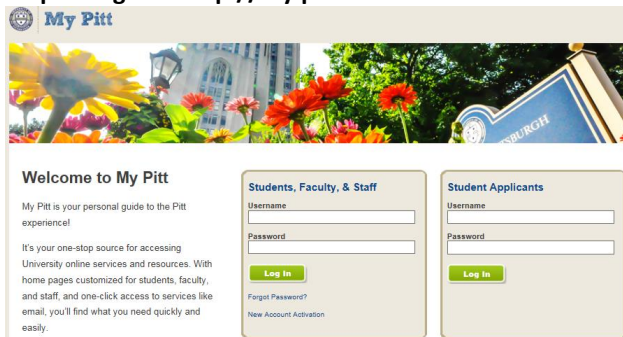 My Pitt
SBURGH
Welcome to My Pitt
My Pitt is your personal guide to the Pitt
experience!
It's your one-stop source for accessing
University online services and resources. With
home pages customized for students, faculty,
and staff, and one-click access to services like
email, you'll find what you need quickly and
easily.
Students, Faculty, & Staff
Username
Password
Log In
Forgot Password?
New Account Activation
Student Applicants
Username
Password
Log In